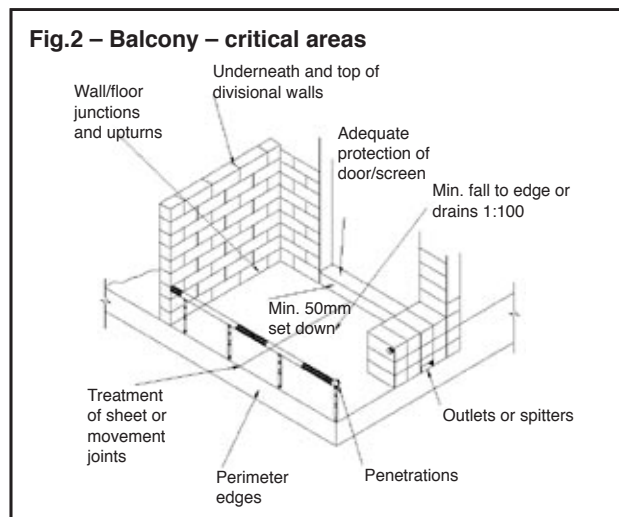 Fig.2 – Balcony – critical areas
Underneath and top of
divisional walls
Wall/floor
junctions
and upturns
Adequate
protection of
door/screen
Min. fall to edge or
drains 1:100
Min. 50mm
set down
Treatment
of sheet or
movement
joints
Perimeter
edges
Penetrations
Outlets or spitters